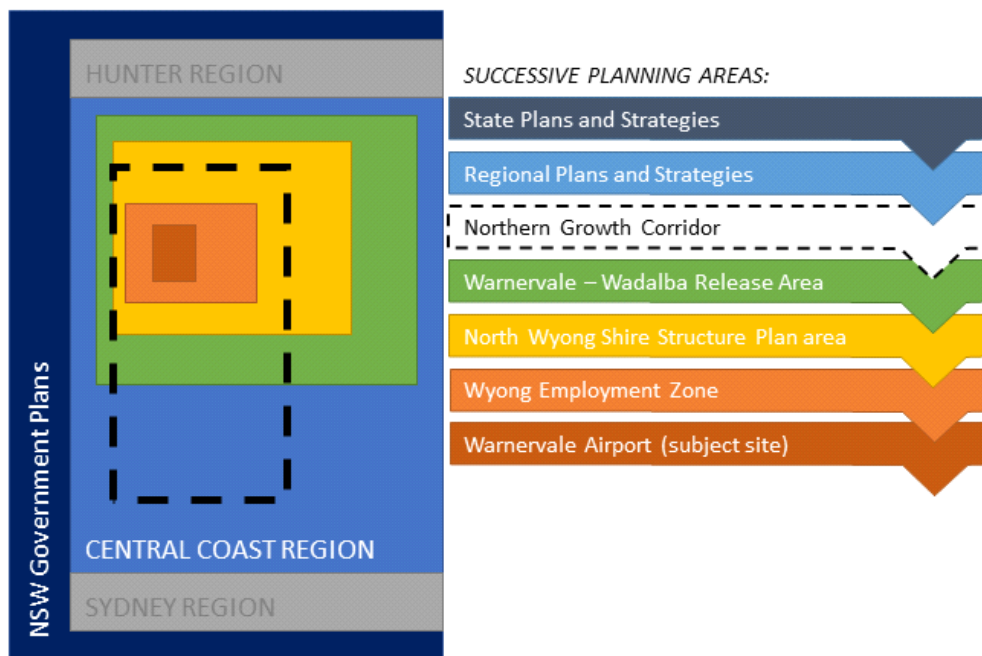 NSW Government Plans
HUNTER REGION
CENTRAL COAST REGION
SYDNEY REGION
SUCCESSIVE PLANNING AREAS:
State Plans and Strategies
Regional Plans and Strategies
Northern Growth Corridor
Warnervale – Wadalba Release Area
North Wyong Shire Structure Plan area
Wyong Employment Zone
Warnervale Airport (subject site)